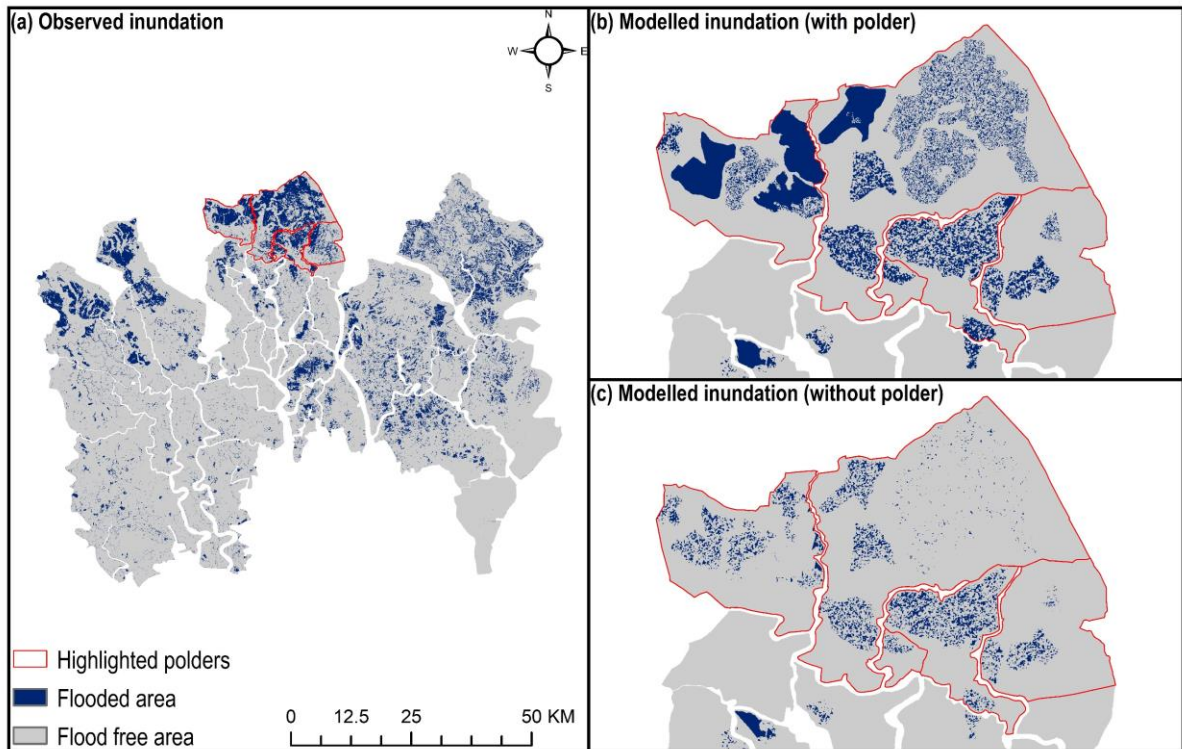 (a) Observed inundation
N
W
E
S
Highlighted polders
Flooded area
Flood free area
0 12.5 25 50 KM
(b) Modelled inundation (with polder)
(c) Modelled inundation (without polder)